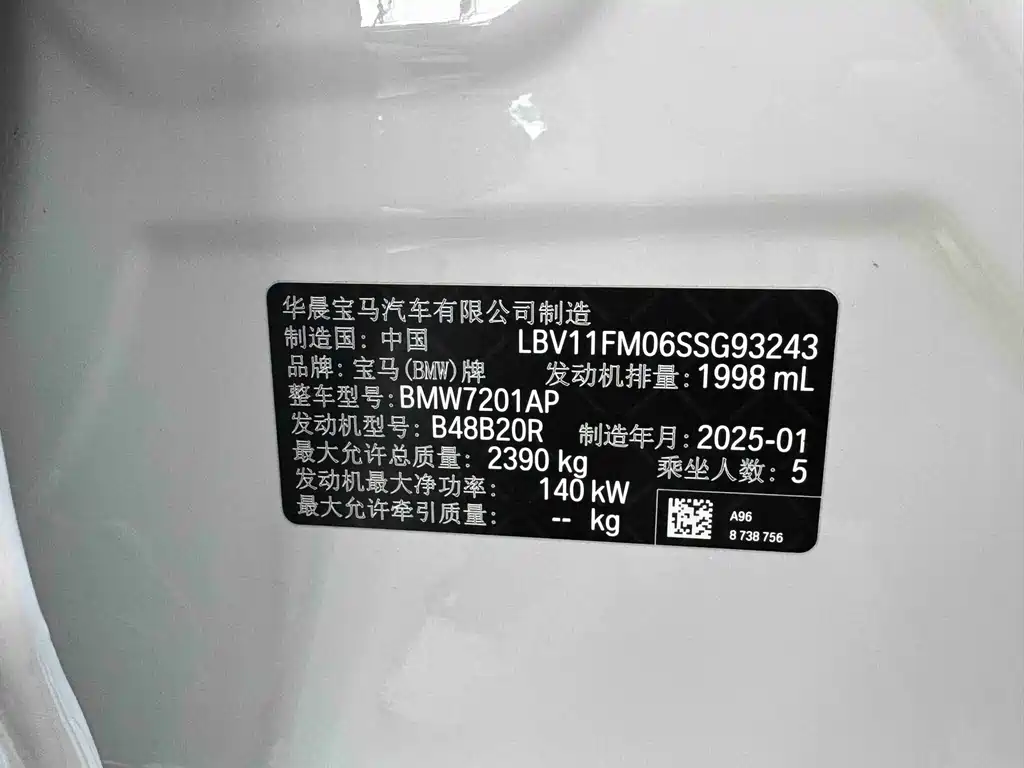 华晨宝马汽车有限公司制造
制造国：中国
LBV11FM06SSG93243
品牌：宝马(BMW)牌
发动机排量：1998 mL
整车型号：BMW7201AP
发动机型号：B48B20R
制造年月：2025-01
最大允许总质量：2390 kg
乘坐人数：5
发动机最大净功率：140 kW
最大允许牵引质量：-- kg
A96
8 738 756